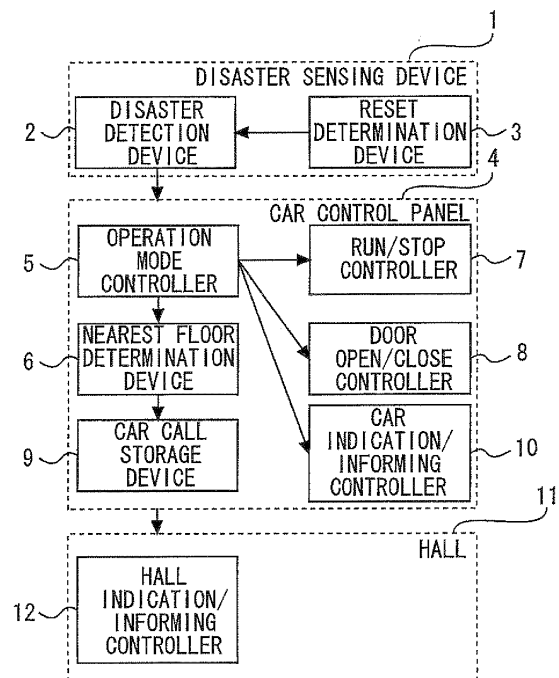 1
DISASTER SENSING DEVICE
2
DISASTER
DETECTION
DEVICE
RESET
DETERMINATION
DEVICE
3
4
CAR CONTROL PANEL
5
OPERATION
MODE
CONTROLLER
RUN/STOP
CONTROLLER
7
6
NEAREST FLOOR
DETERMINATION
DEVICE
DOOR
OPEN/CLOSE
CONTROLLER
8
9
CAR CALL
STORAGE
DEVICE
CAR
INDICATION/
INFORMING
CONTROLLER
10
11
HALL
12
HALL
INDICATION/
INFORMING
CONTROLLER